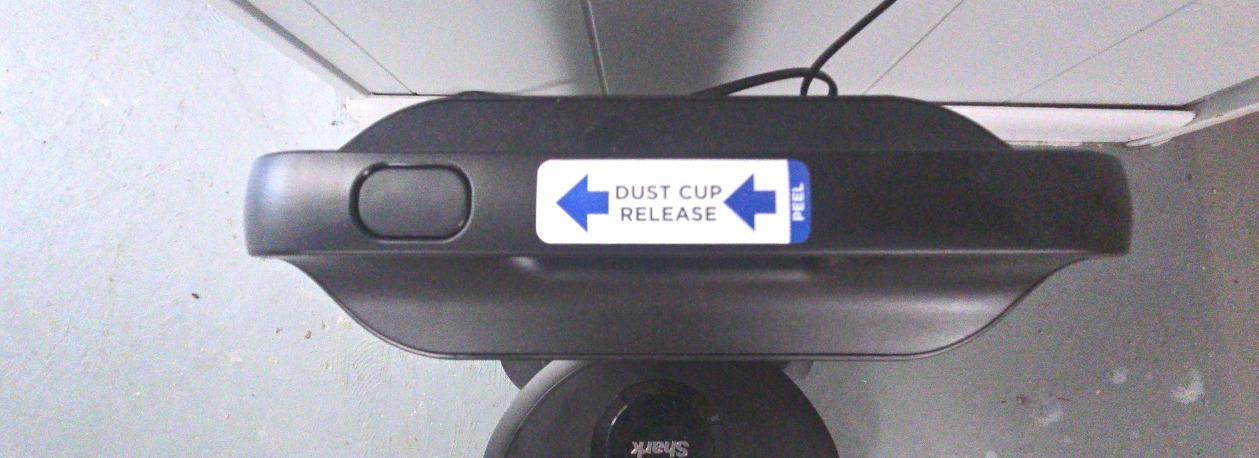 DUST CUP
RELEASE
PEEL
Shark